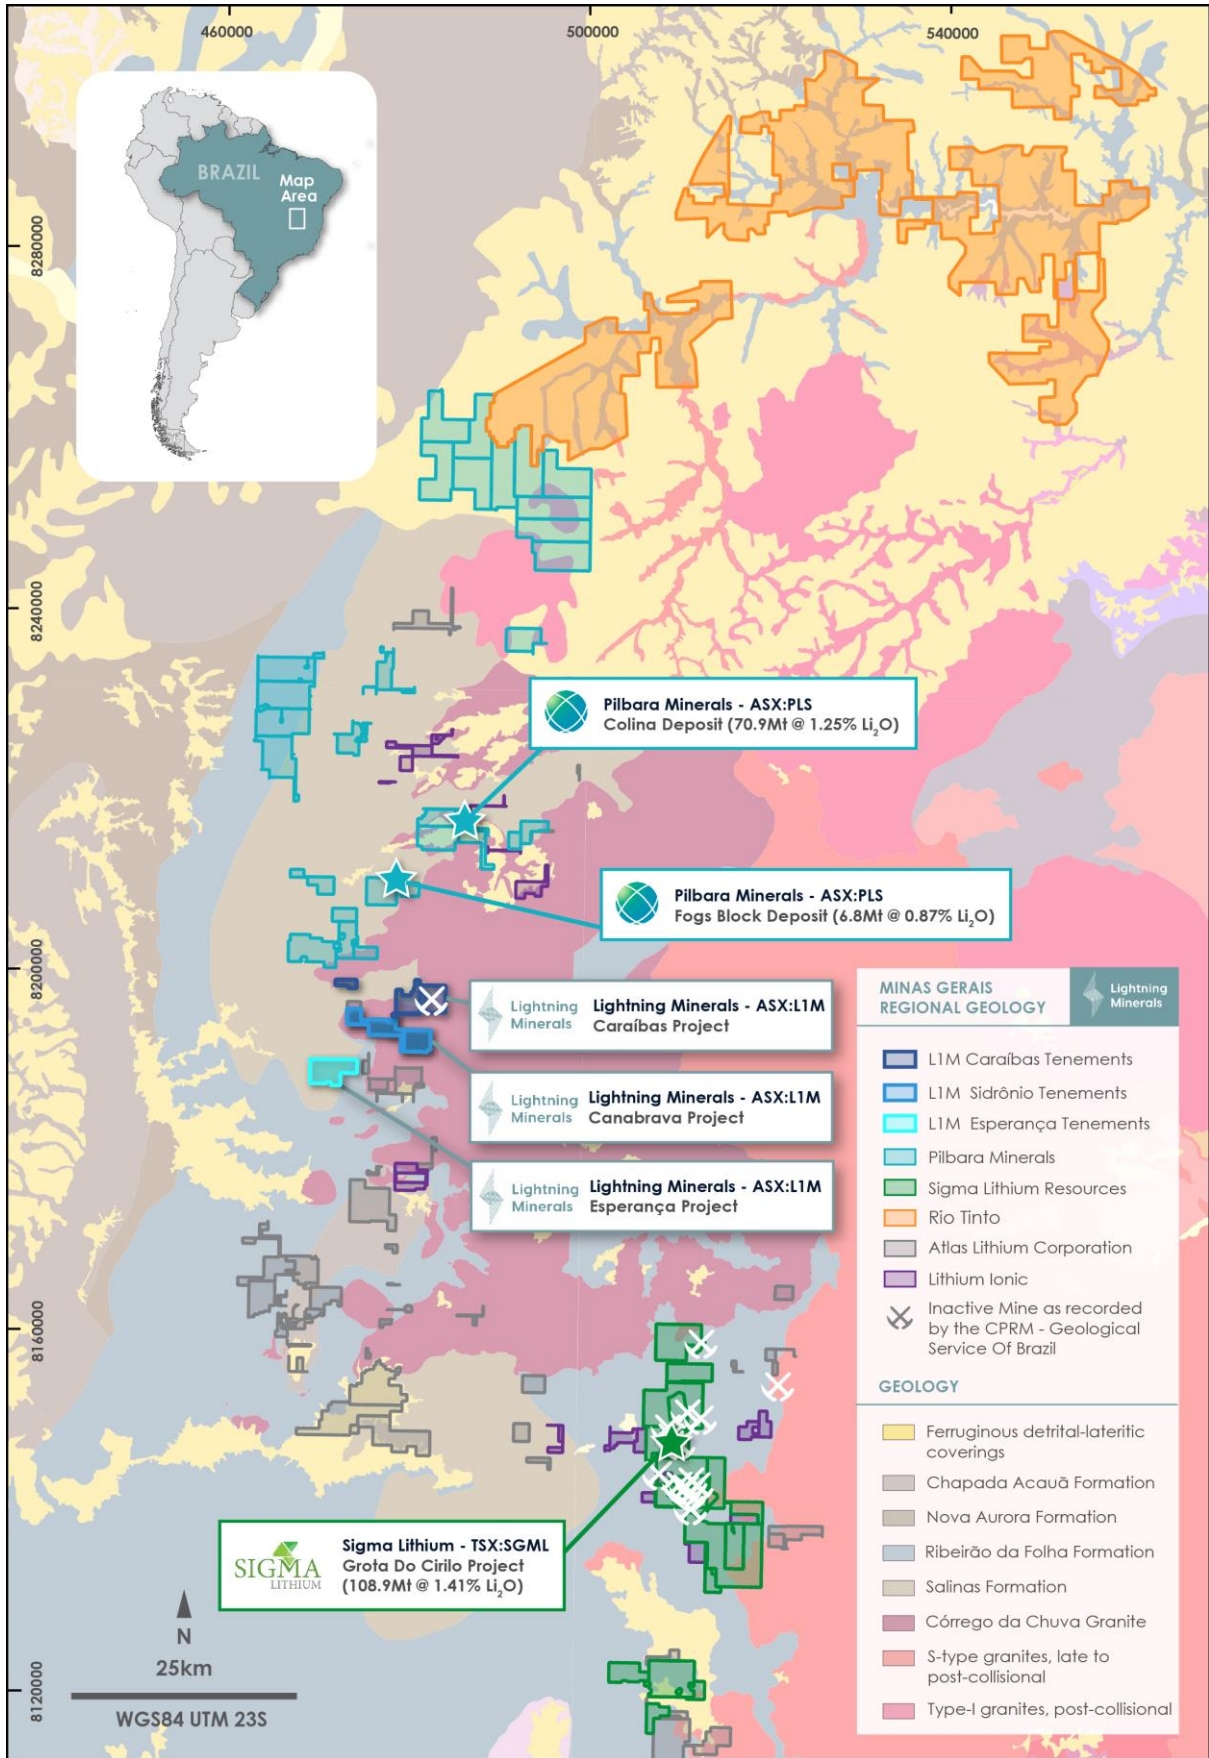 460000
500000
540000
BRAZIL
Map
Area
8280000
8240000
8200000
8160000
8120000
Pilbara Minerals - ASX:PLS
Colina Deposit (70.9Mt @ 1.25% Li₂O)
Pilbara Minerals - ASX:PLS
Fogs Block Deposit (6.8Mt @ 0.87% Li₂O)
Lightning
Minerals
Lightning Minerals - ASX:L1M
Caraíbas Project
Lightning
Minerals
Lightning Minerals - ASX:L1M
Canabrava Project
Lightning
Minerals
Lightning Minerals - ASX:L1M
Esperança Project
SIGMA
LITHIUM
Sigma Lithium - TSX:SGML
Grota Do Cirilo Project
(108.9Mt @ 1.41% Li₂O)
N
25km
WGS84 UTM 23S
MINAS GERAIS
REGIONAL GEOLOGY
Lightning
Minerals
L1M Caraíbas Tenements
L1M Sidrônio Tenements
L1M Esperança Tenements
Pilbara Minerals
Sigma Lithium Resources
Rio Tinto
Atlas Lithium Corporation
Lithium Ionic
Inactive Mine as recorded
by the CPRM - Geological
Service Of Brazil
GEOLOGY
Ferruginous detrital-lateritic
coverings
Chapada Acauã Formation
Nova Aurora Formation
Ribeirão da Folha Formation
Salinas Formation
Córrego da Chuva Granite
S-type granites, late to
post-collisional
Type-I granites, post-collisional